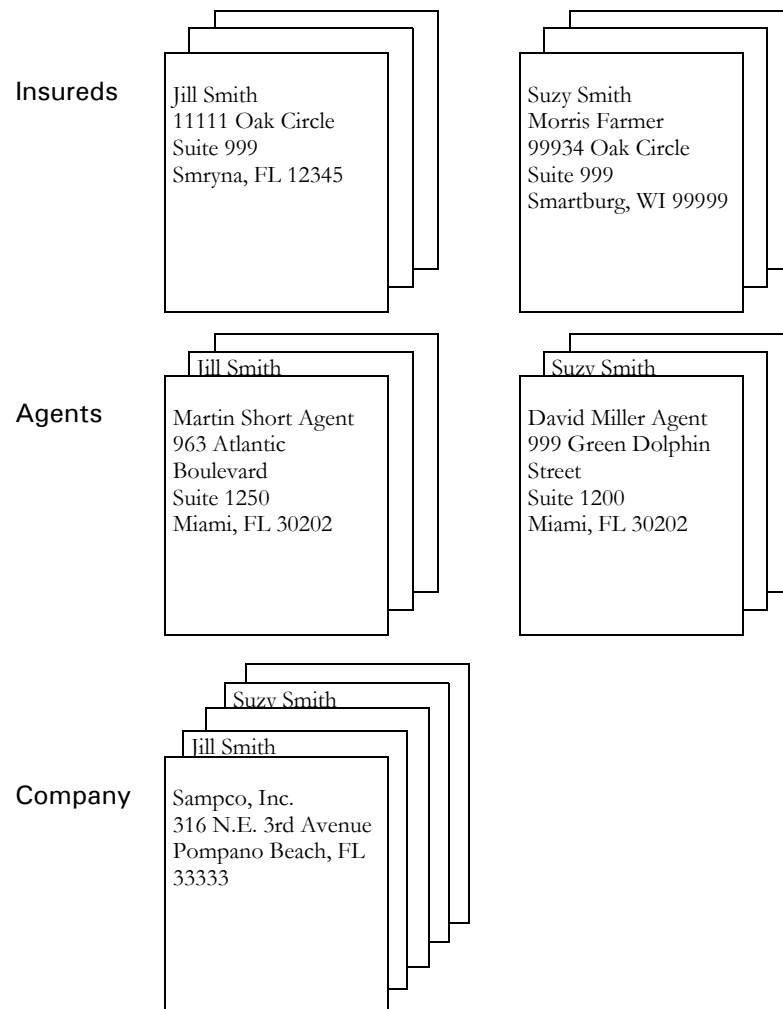 Insureds
Jill Smith
11111 Oak Circle
Suite 999
Smryna, FL 12345
Suzy Smith
Morris Farmer
99934 Oak Circle
Suite 999
Smartburg, WI 99999
Agents
Jill Smith
Martin Short Agent
963 Atlantic
Boulevard
Suite 1250
Miami, FL 30202
Suzy Smith
David Miller Agent
999 Green Dolphin
Street
Suite 1200
Miami, FL 30202
Company
Suzy Smith
Jill Smith
Sampco, Inc.
316 N.E. 3rd Avenue
Pompano Beach, FL
33333